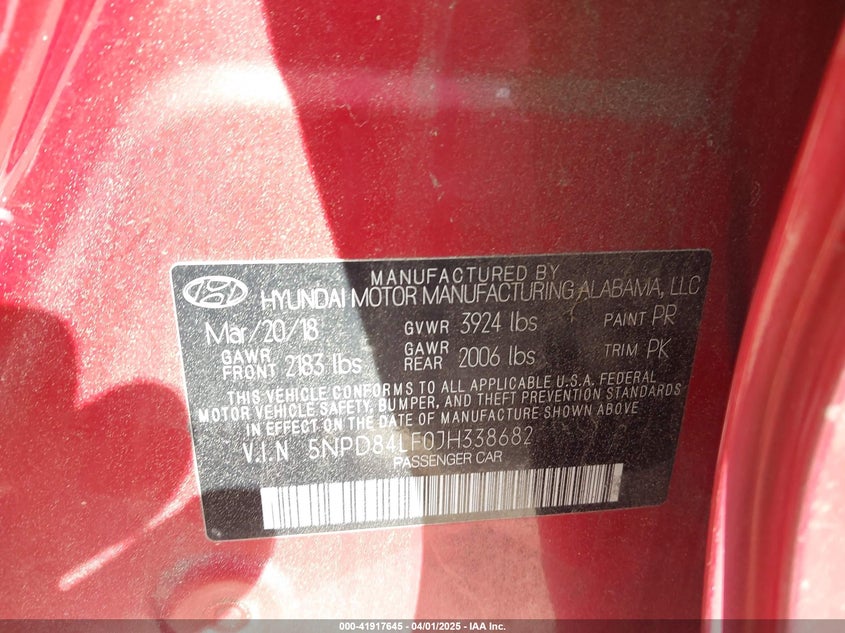 MANUFACTURED BY
HYUNDAI MOTOR MANUFACTURING ALABAMA, LLC
Mar/20/18 GVWR 3924 lbs PAINT PR
GAWR FRONT 2183 lbs GAWR REAR 2006 lbs TRIM PK
THIS VEHICLE CONFORMS TO ALL APPLICABLE U.S.A. FEDERAL
MOTOR VEHICLE SAFETY, BUMPER, AND THEFT PREVENTION STANDARDS
IN EFFECT ON THE DATE OF MANUFACTURE SHOWN ABOVE
V.I.N 5NPD84LF0JH338682
PASSENGER CAR
000-41917645 - 04/01/2025 - IAA Inc.